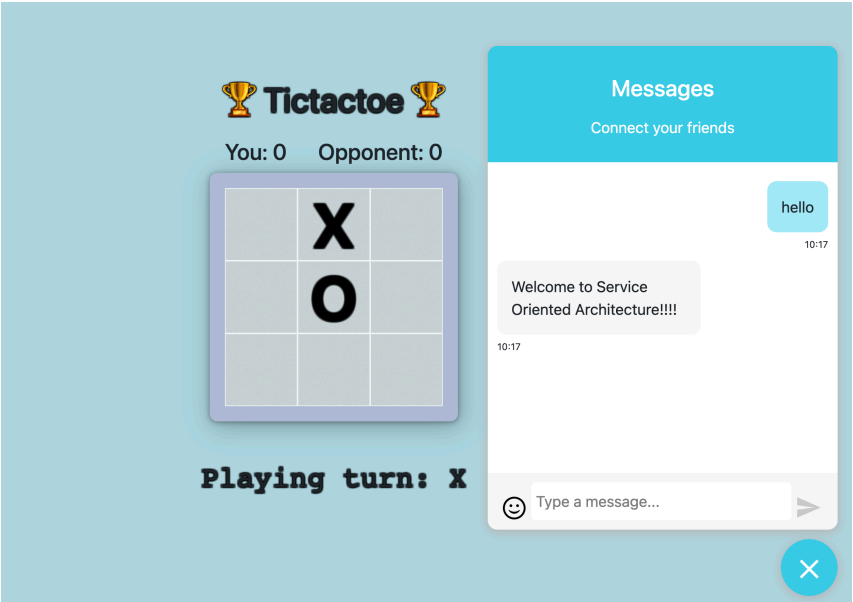 🏆 Tictactoe 🏆
You: 0 Opponent: 0
X
O
Playing turn: X
Messages
Connect your friends
hello
10:17
Welcome to Service
Oriented Architecture!!!!
10:17
Type a message...